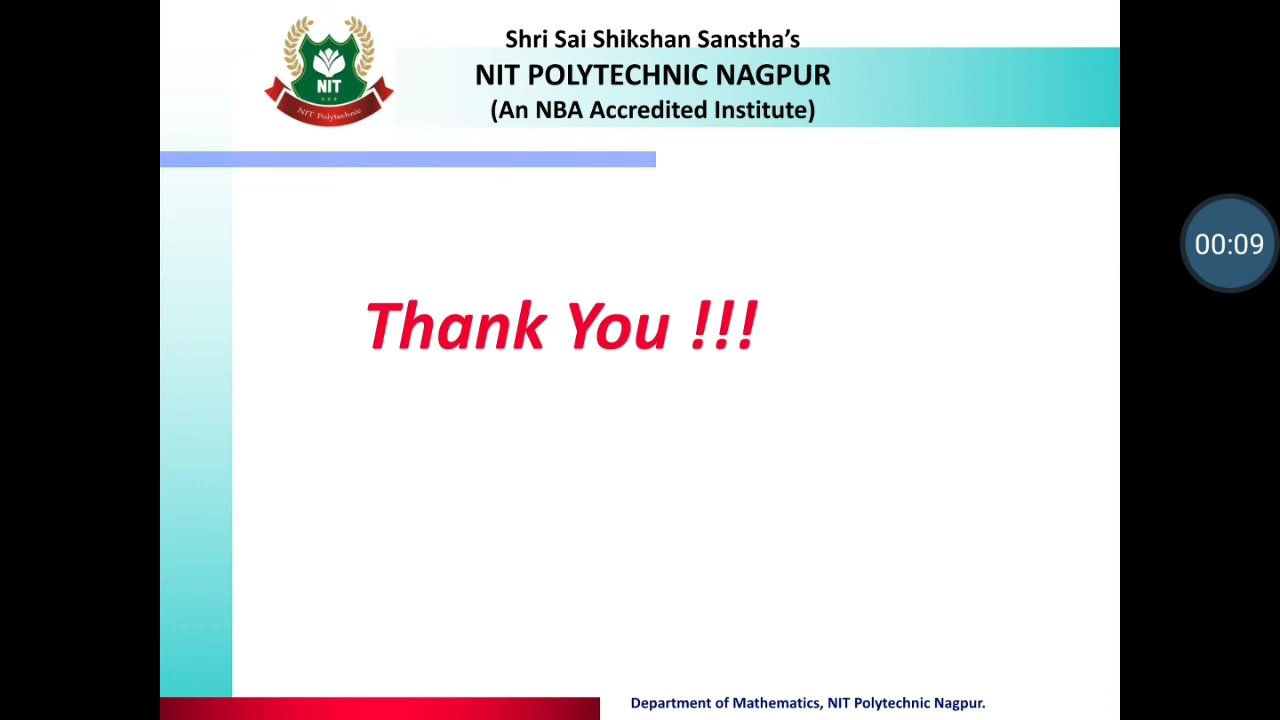 Shri Sai Shikshan Sanstha's
NIT POLYTECHNIC NAGPUR
(An NBA Accredited Institute)
NIT
NIT Polytechnic
00:09
Thank You !!!
Department of Mathematics, NIT Polytechnic Nagpur.